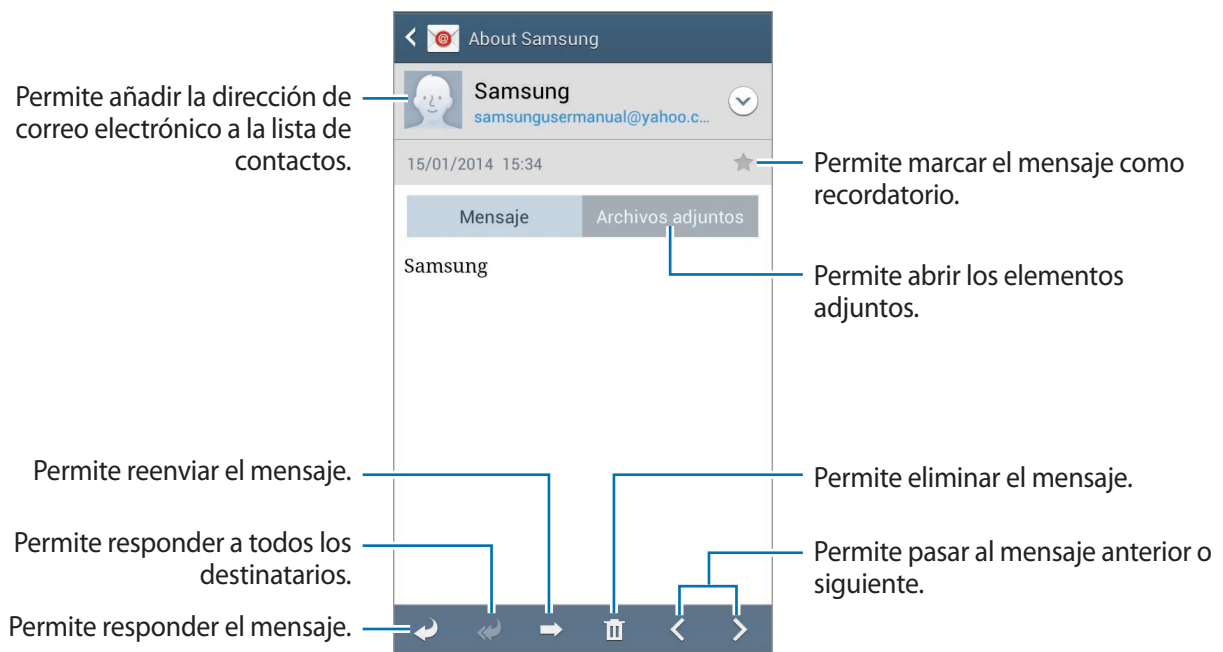 About Samsung
Permite añadir la dirección de
correo electrónico a la lista de
contactos.
Samsung
samsungusermanual@yahoo.c...
15/01/2014 15:34
Permite marcar el mensaje como
recordatorio.
Mensaje
Archivos adjuntos
Samsung
Permite abrir los elementos
adjuntos.
Permite reenviar el mensaje.
Permite eliminar el mensaje.
Permite responder a todos los
destinatarios.
Permite pasar al mensaje anterior o
siguiente.
Permite responder el mensaje.